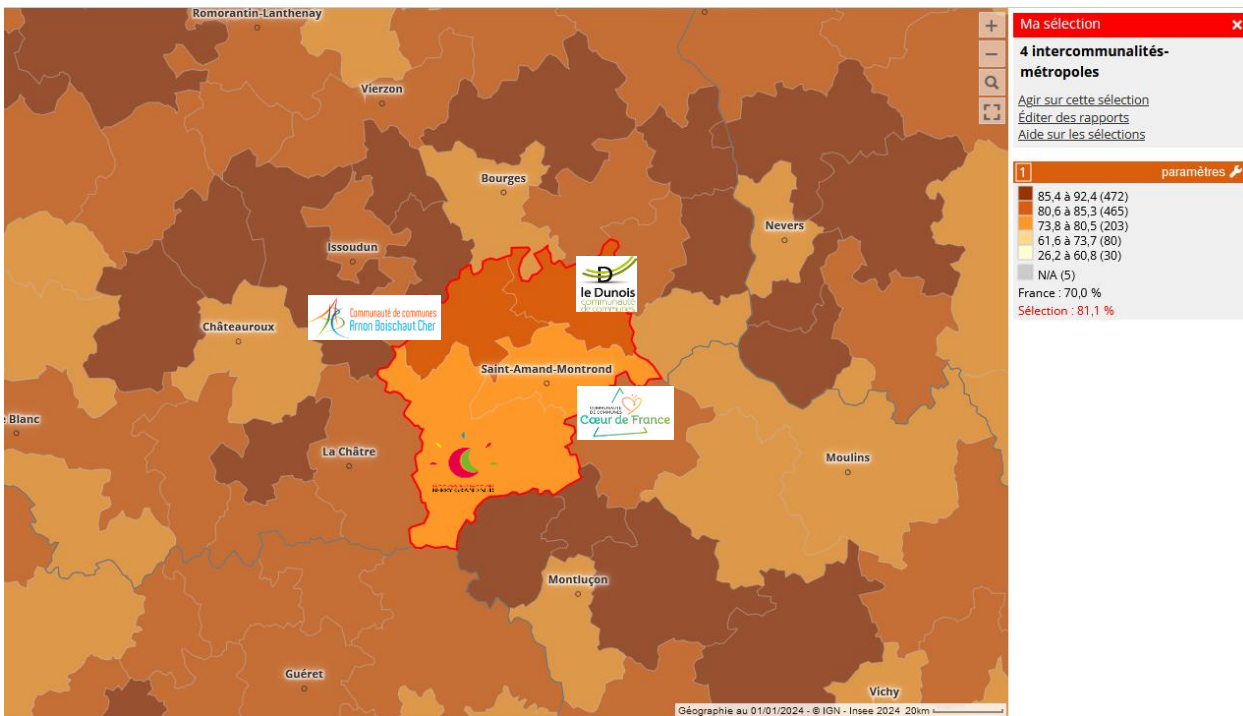 Romorantin-Lanthenay
Vierzon
Bourges
Nevers
Issoudun
Châteauroux
Communauté de communes
Arnon Boischaut Cher
D
le Dunois
communauté
de communes
Saint-Amand-Montrond
COMMUNAUTÉ
DE COMMUNES
Cœur de France
e Blanc
La Châtre
BERRY GRAND SUD
Moulins
Montluçon
Guéret
Vichy
Géographie au 01/01/2024 - © IGN - Insee 2024 20km
+
−
Ma sélection ×
4 intercommunalités-
métropoles
Agir sur cette sélection
Éditer des rapports
Aide sur les sélections
1 paramètres
85,4 à 92,4 (472)
80,6 à 85,3 (465)
73,8 à 80,5 (203)
61,6 à 73,7 (80)
26,2 à 60,8 (30)
N/A (5)
France : 70,0 %
Sélection : 81,1 %